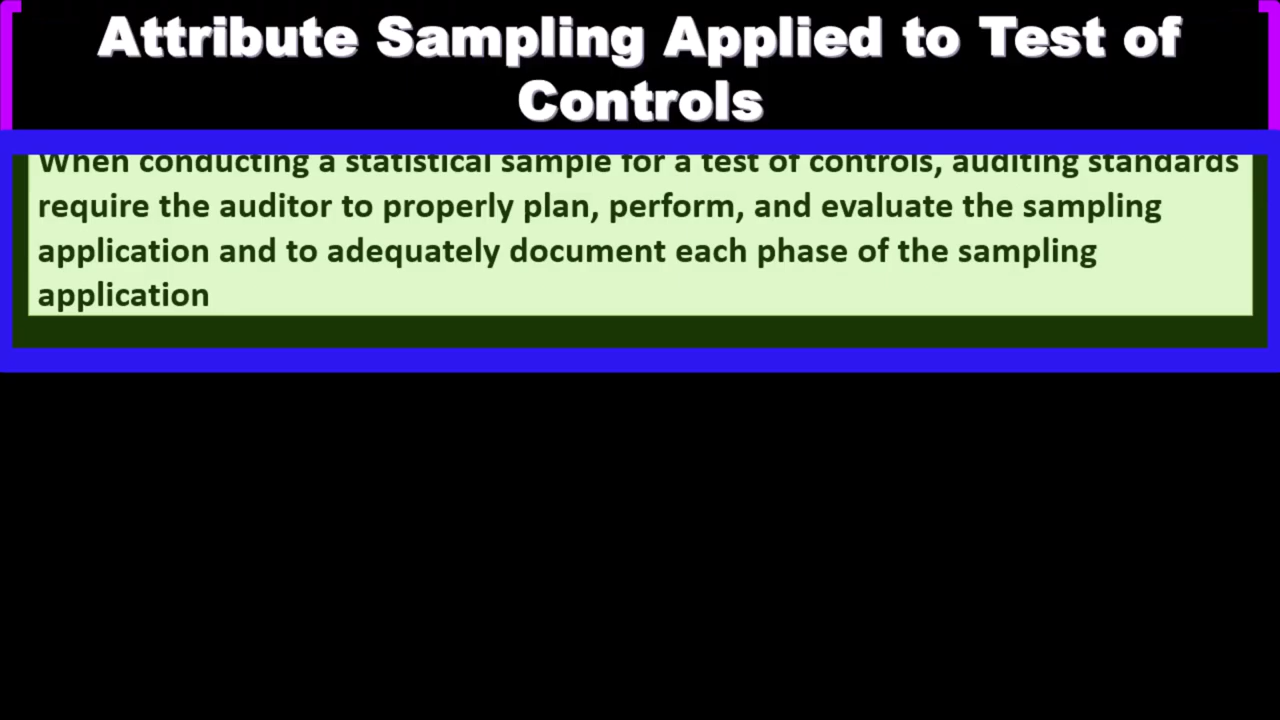 Attribute Sampling Applied to Test of
Controls
When conducting a statistical sample for a test of controls, auditing standards
require the auditor to properly plan, perform, and evaluate the sampling
application and to adequately document each phase of the sampling
application